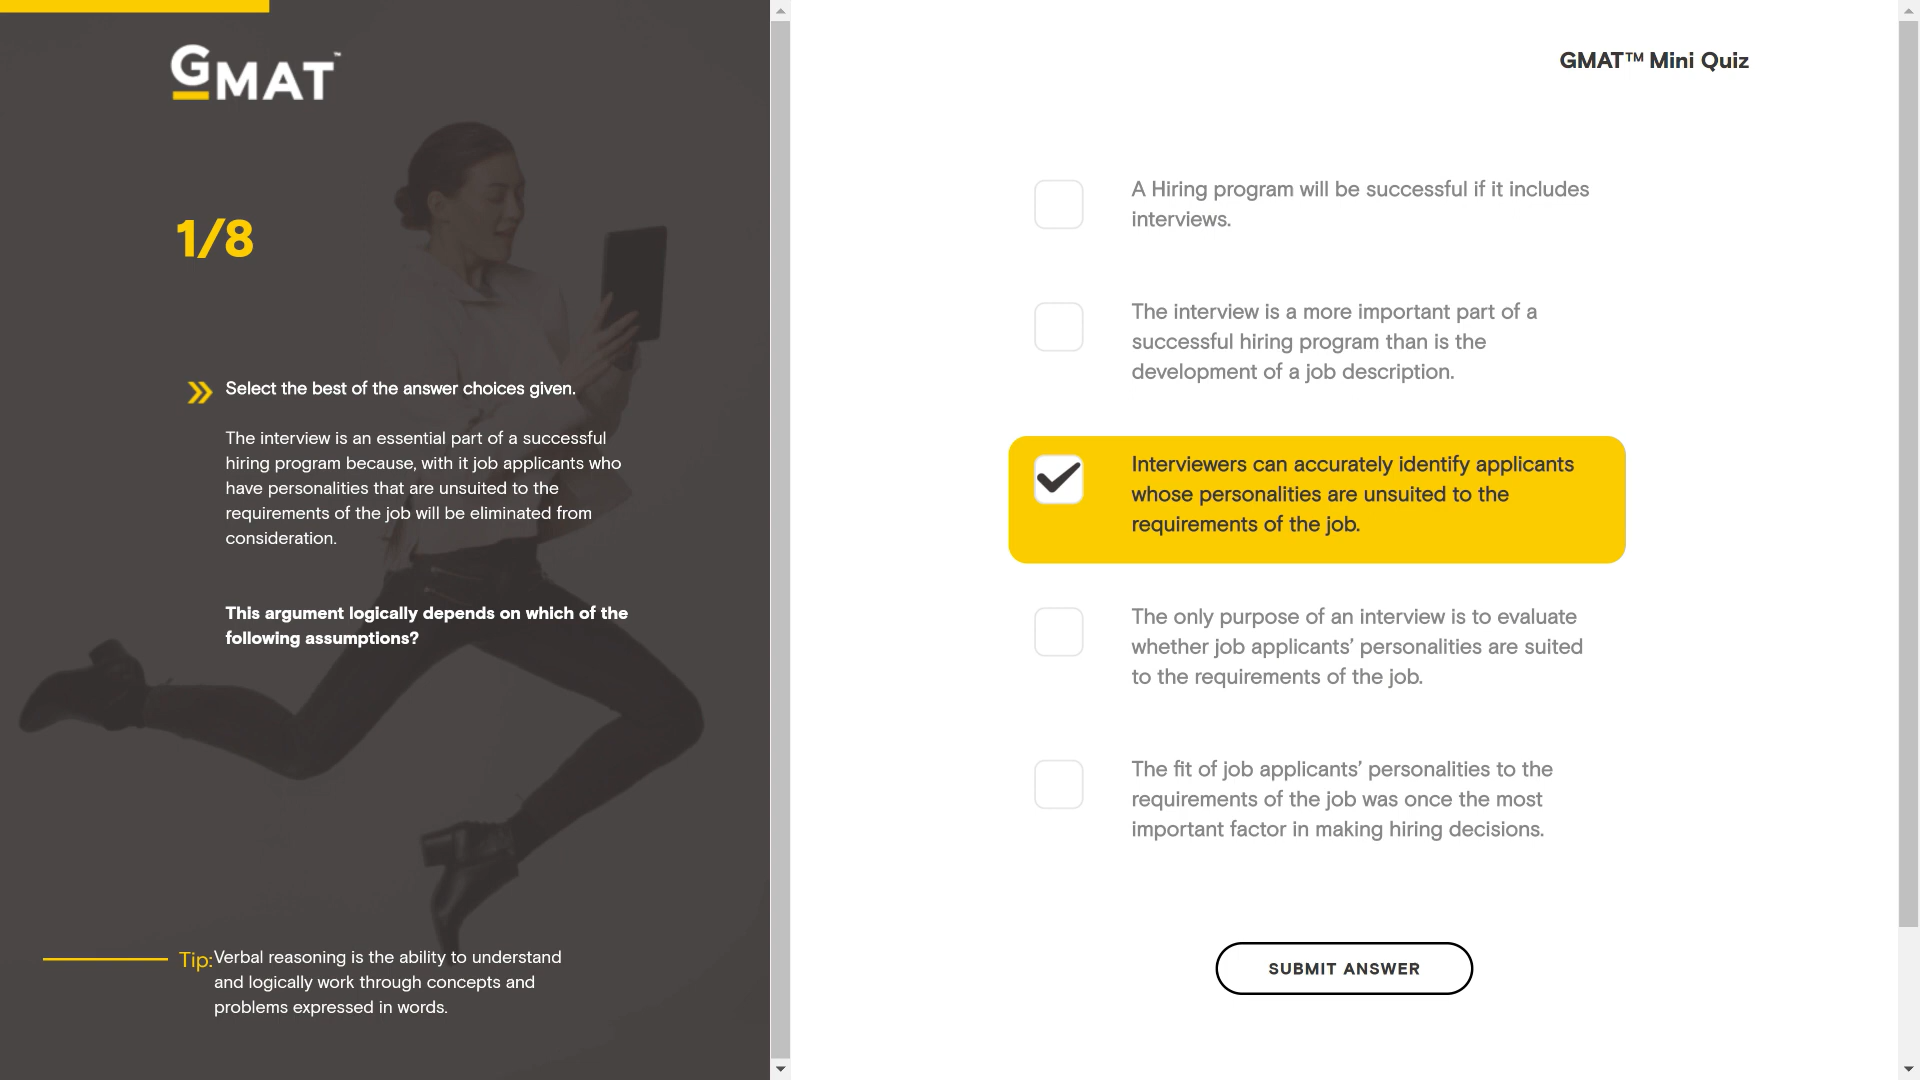 GMAT™
1/8
Select the best of the answer choices given.
The interview is an essential part of a successful
hiring program because, with it job applicants who
have personalities that are unsuited to the
requirements of the job will be eliminated from
consideration.
This argument logically depends on which of the
following assumptions?
Tip:Verbal reasoning is the ability to understand
and logically work through concepts and
problems expressed in words.
GMAT™ Mini Quiz
A Hiring program will be successful if it includes
interviews.
The interview is a more important part of a
successful hiring program than is the
development of a job description.
Interviewers can accurately identify applicants
whose personalities are unsuited to the
requirements of the job.
The only purpose of an interview is to evaluate
whether job applicants’ personalities are suited
to the requirements of the job.
The fit of job applicants’ personalities to the
requirements of the job was once the most
important factor in making hiring decisions.
SUBMIT ANSWER